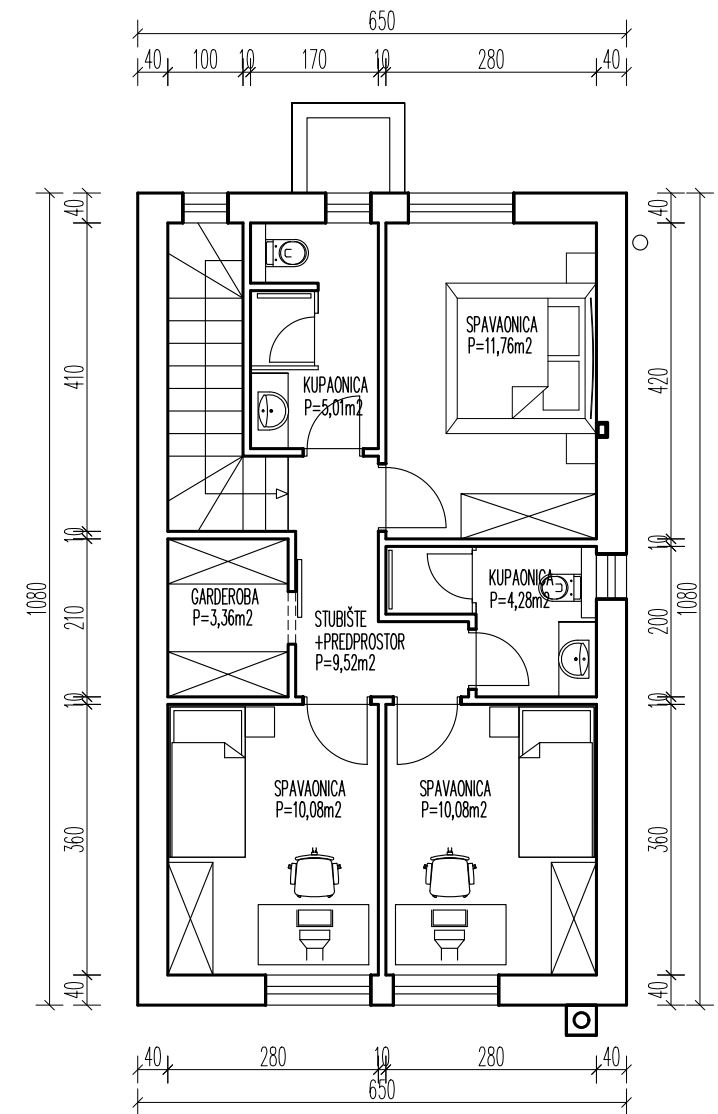 650
40 100 10 170 10 280 40
40
40
SPAVAONICA
P=11,76m2
KUPAONICA
P=5,01m2
410
420
10
10
1080
1080
KUPAONICA
P=4,28m2
GARDEROBA
P=3,36m2
210
200
STUBIŠTE
+PREDPROSTOR
P=9,52m2
10
10
SPAVAONICA
P=10,08m2
SPAVAONICA
P=10,08m2
360
360
40
40
40 280 10 280 40
650